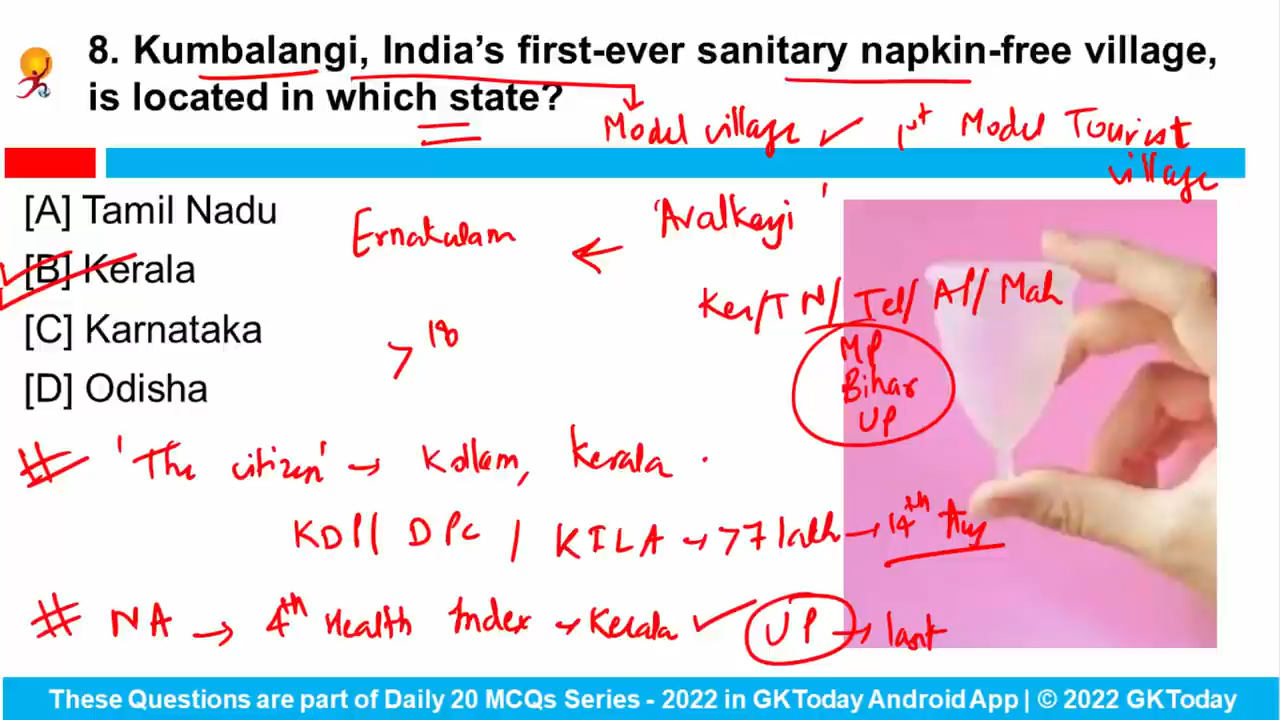 8. Kumbalangi, India's first-ever sanitary napkin-free village,
is located in which state?
Model village ✓ 1st Model Tourist
village
[A] Tamil Nadu
Ernakulam ← 'Avalkayi'
[B] Kerala
Ker/TN/ Tel/ AP/ Mah
[C] Karnataka
> 18
MP
Bihar
UP
[D] Odisha
# 'The citizen' → Kollam, Kerala.
KDP/ DPC / KILA → >7 lakh → 14th Aug
# NA → 4th Health Index → Kerala ✓ UP → last
These Questions are part of Daily 20 MCQs Series - 2022 in GKToday Android App | © 2022 GKToday